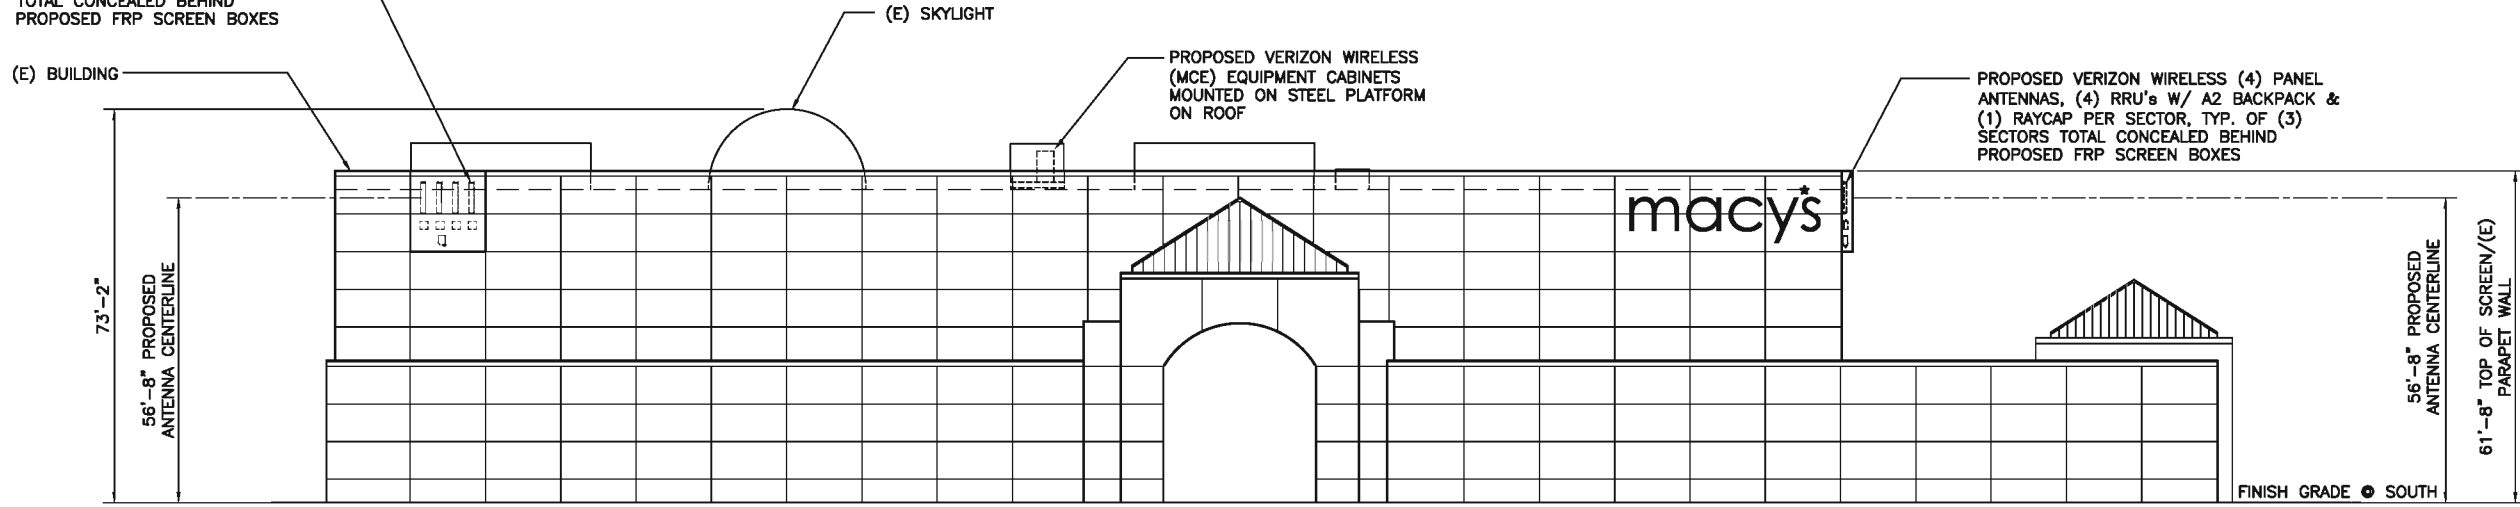 TOTAL CONCEALED BEHIND
PROPOSED FRP SCREEN BOXES
(E) BUILDING
(E) SKYLIGHT
PROPOSED VERIZON WIRELESS
(MCE) EQUIPMENT CABINETS
MOUNTED ON STEEL PLATFORM
ON ROOF
PROPOSED VERIZON WIRELESS (4) PANEL
ANTENNAS, (4) RRU's W/ A2 BACKPACK &
(1) RAYCAP PER SECTOR, TYP. OF (3)
SECTORS TOTAL CONCEALED BEHIND
PROPOSED FRP SCREEN BOXES
73'-2"
56'-8" PROPOSED
ANTENNA CENTERLINE
macy's
56'-8" PROPOSED
ANTENNA CENTERLINE
61'-8" TOP OF SCREEN/(E)
PARAPET WALL
FINISH GRADE @ SOUTH